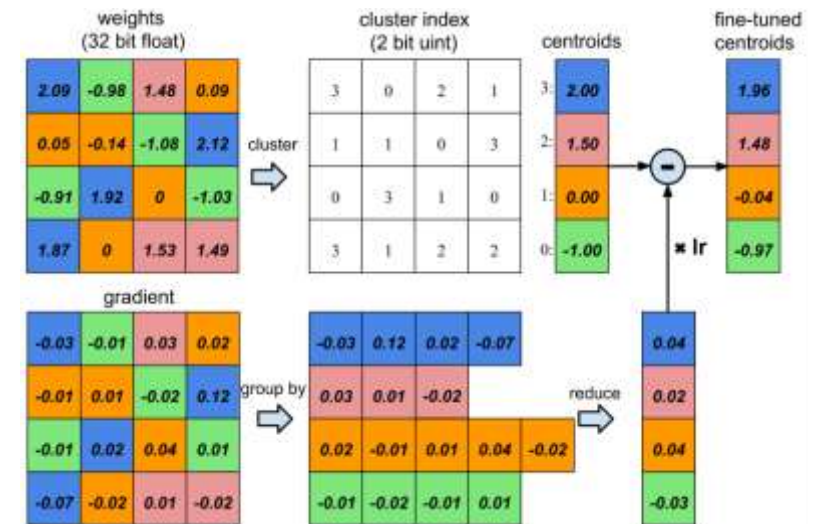 weights
(32 bit float)
cluster index
(2 bit uint)
centroids
fine-tuned
centroids
2.09 -0.98 1.48 0.09
3 0 2 1
3: 2.00
1.96
0.05 -0.14 -1.08 2.12
cluster
1 1 0 3
2: 1.50
1.48
-0.91 1.92 0 -1.03
0 3 1 0
1: 0.00
-0.04
1.87 0 1.53 1.49
3 1 2 2
0: -1.00
-0.97
× lr
gradient
-0.03 -0.01 0.03 0.02
-0.03 0.12 0.02 -0.07
0.04
-0.01 0.01 -0.02 0.12
group by
0.03 0.01 -0.02
reduce
0.02
-0.01 0.02 0.04 0.01
0.02 -0.01 0.01 0.04 -0.02
0.04
-0.07 -0.02 0.01 -0.02
-0.01 -0.02 -0.01 0.01
-0.03